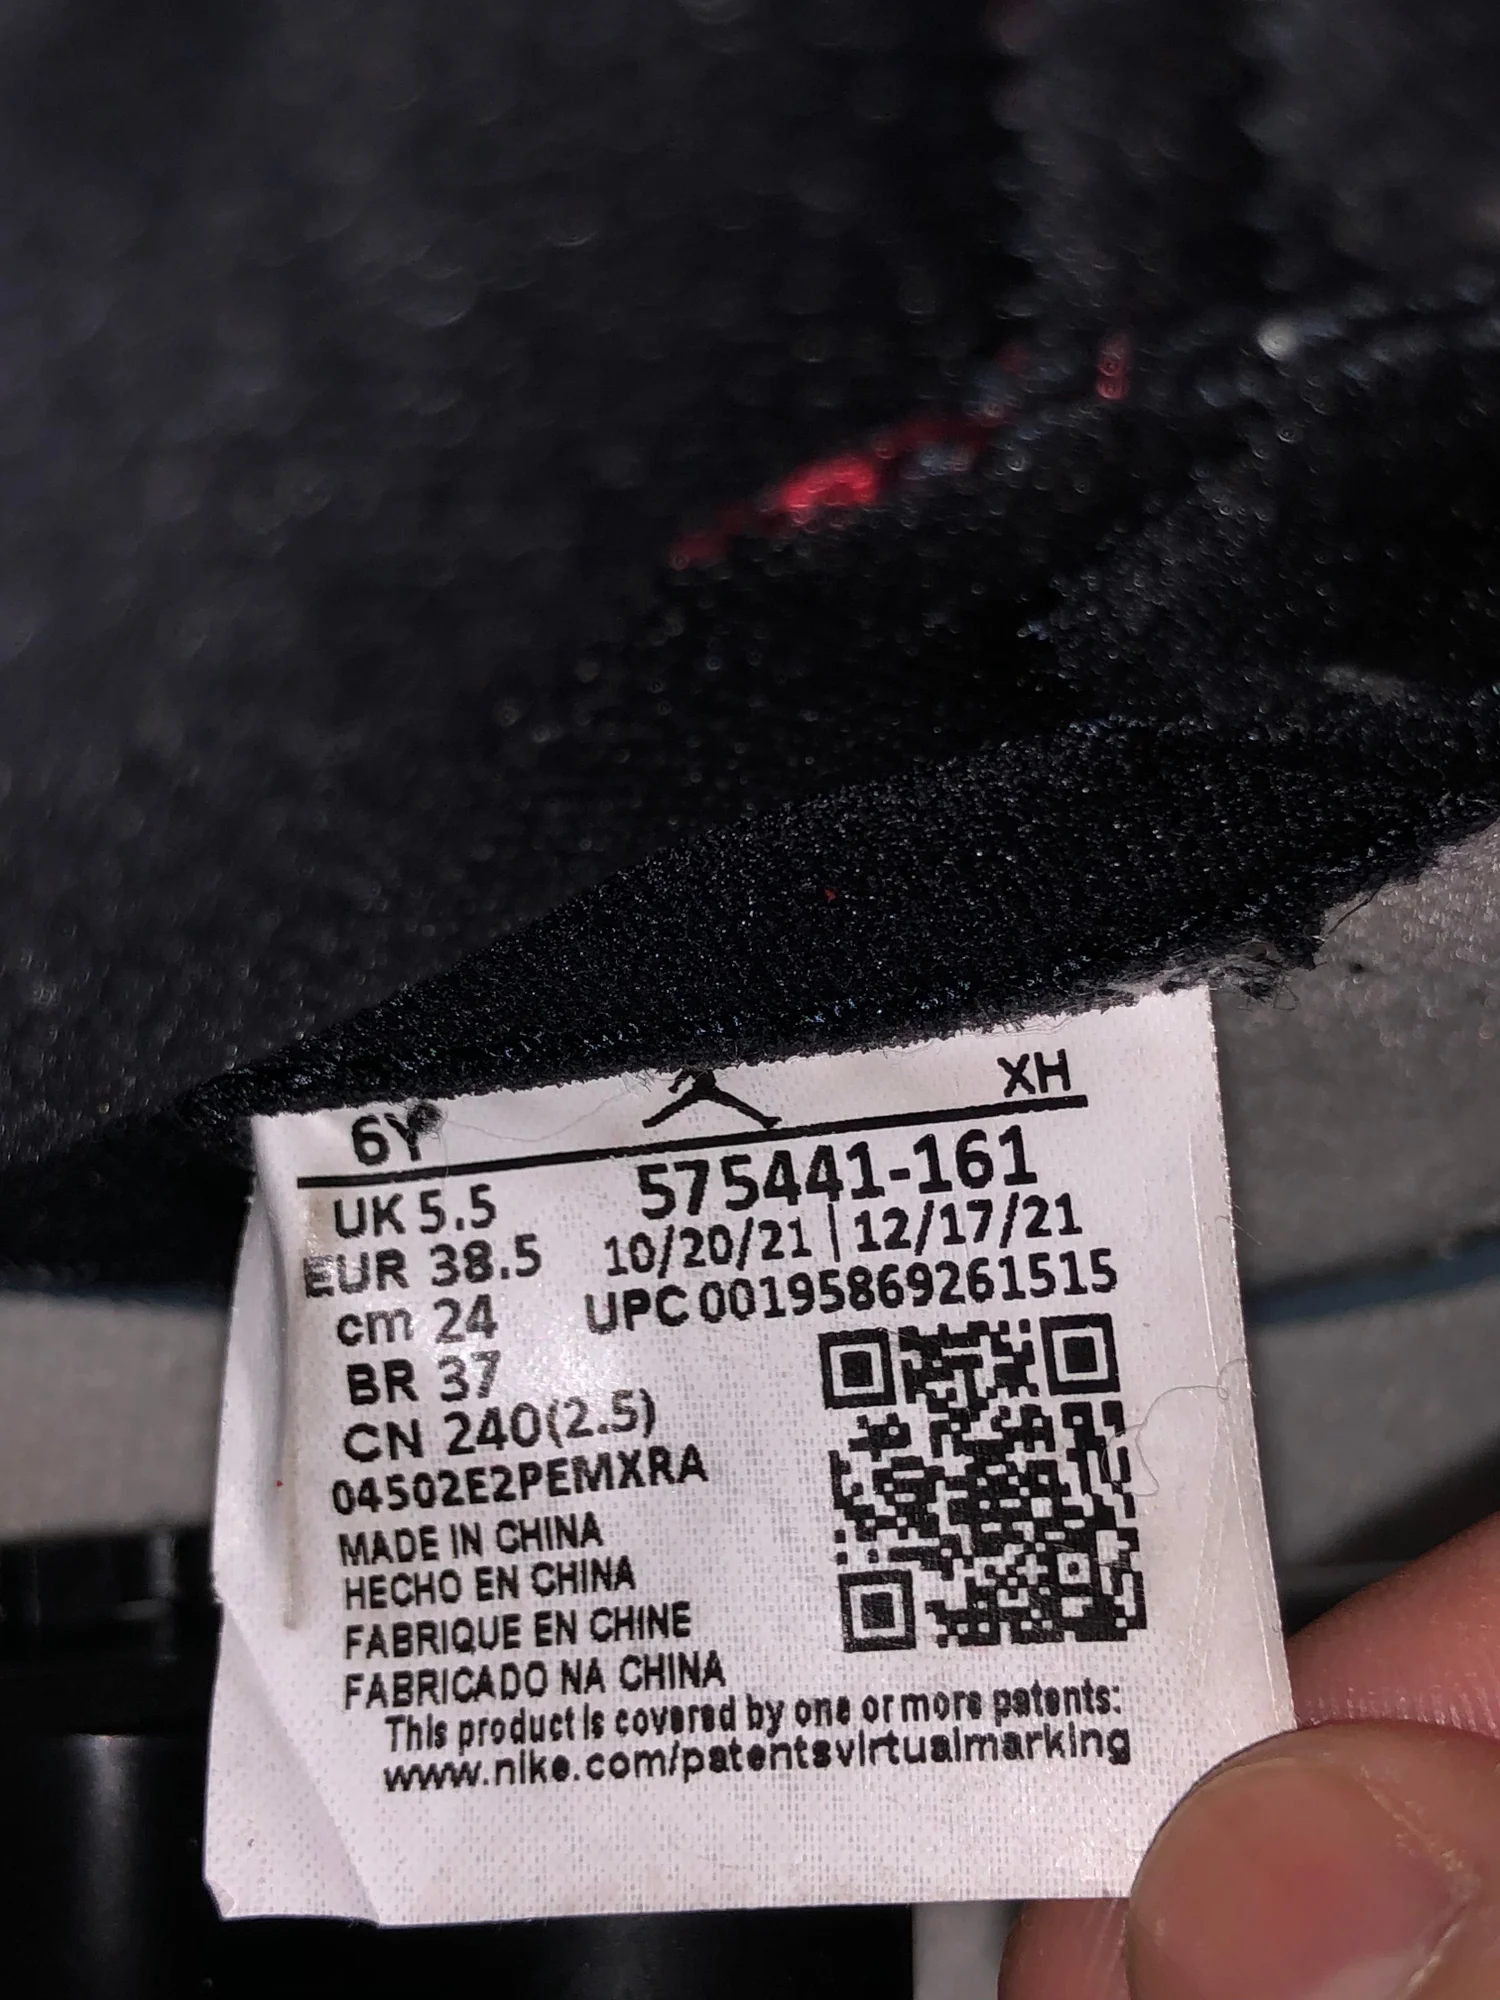 6Y XH
UK 5.5 575441-161
EUR 38.5 10/20/21 | 12/17/21
cm 24 UPC 00195869261515
BR 37
CN 240(2.5)
04502E2PEMXRA
MADE IN CHINA
HECHO EN CHINA
FABRIQUE EN CHINE
FABRICADO NA CHINA
This product is covered by one or more patents:
www.nike.com/patentsvirtualmarking